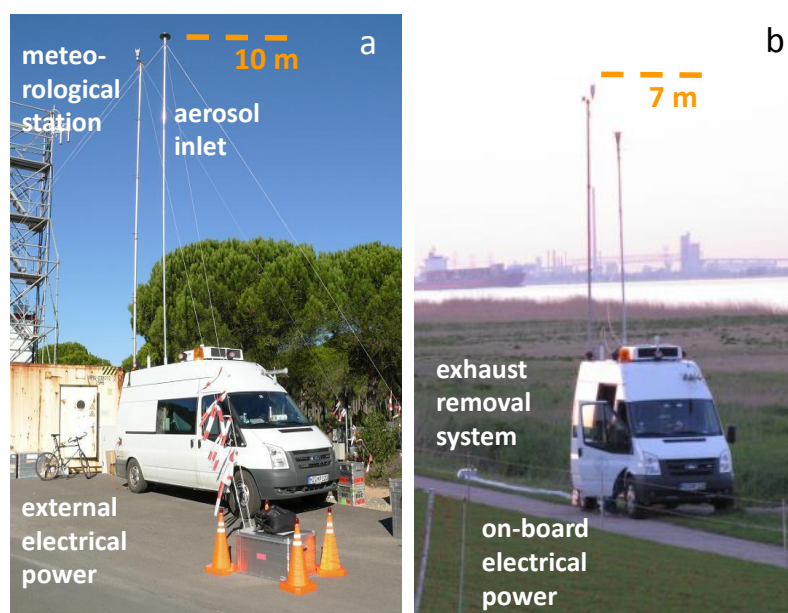 a
meteo-
rological
station
10 m
aerosol
inlet
external
electrical
power
b
7 m
exhaust
removal
system
on-board
electrical
power